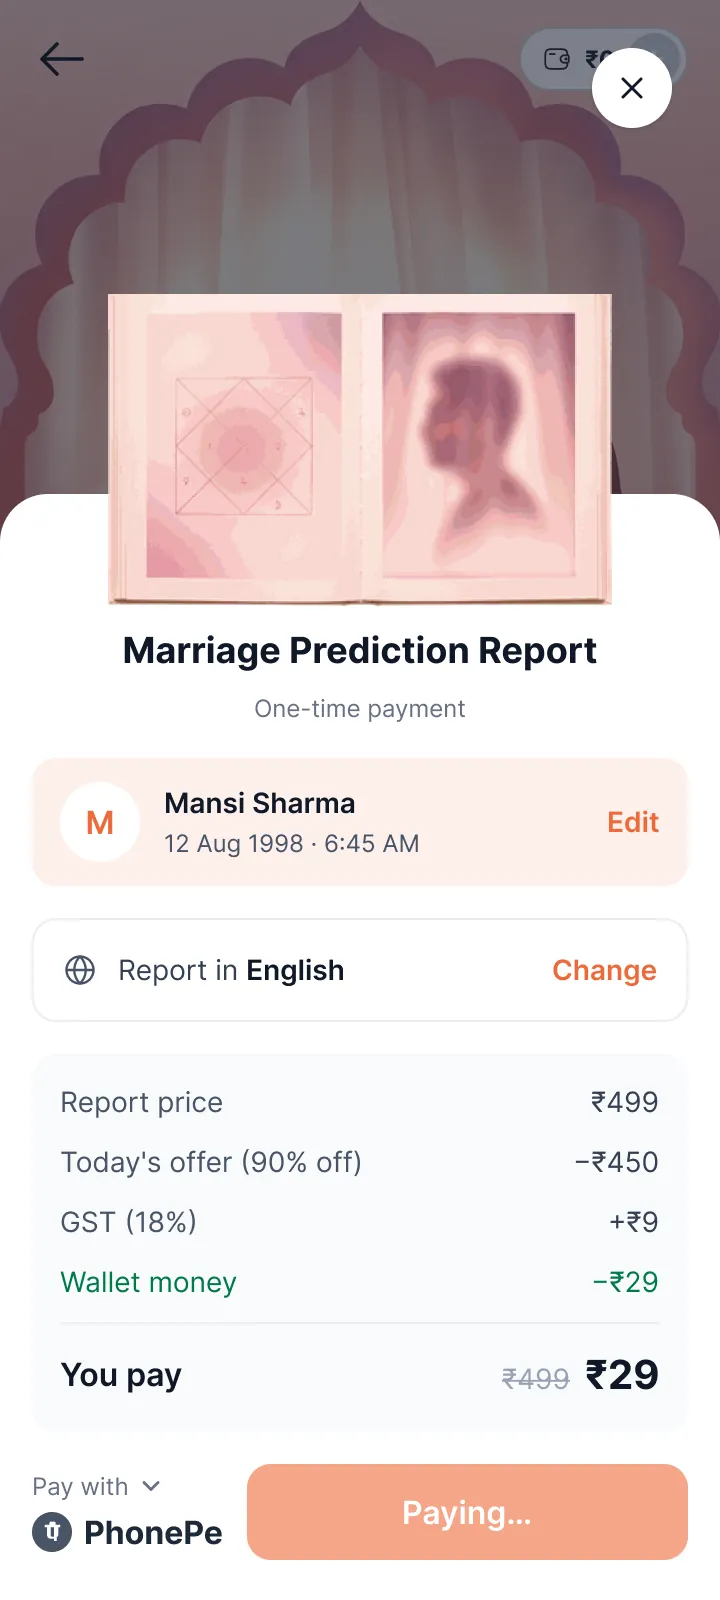 Marriage Prediction Report
One-time payment
M
Mansi Sharma
12 Aug 1998 · 6:45 AM
Edit
Report in English
Change
Report price ₹499
Today's offer (90% off) −₹450
GST (18%) +₹9
Wallet money −₹29
You pay ₹499 ₹29
Pay with
PhonePe
Paying...